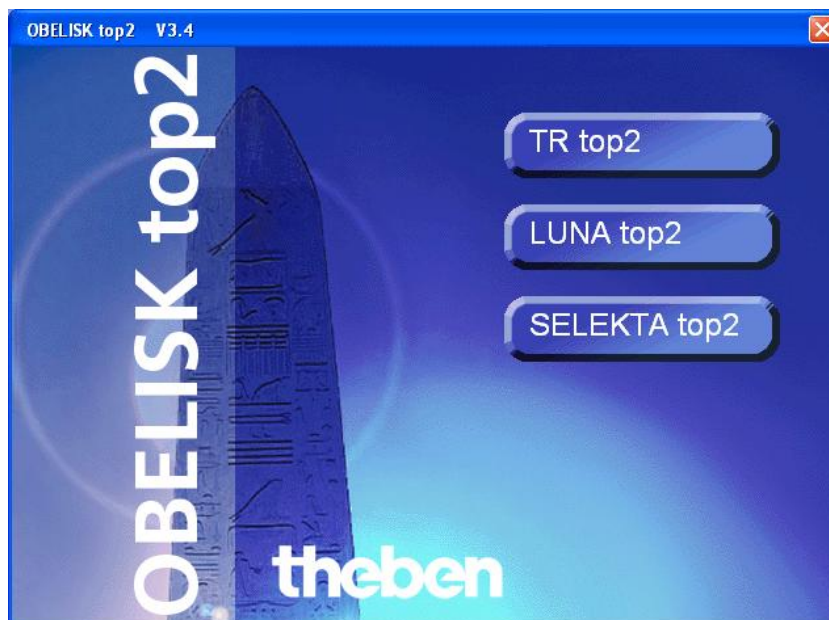 OBELISK top2 V3.4
OBELISK top2
TR top2
LUNA top2
SELEKTA top2
theben